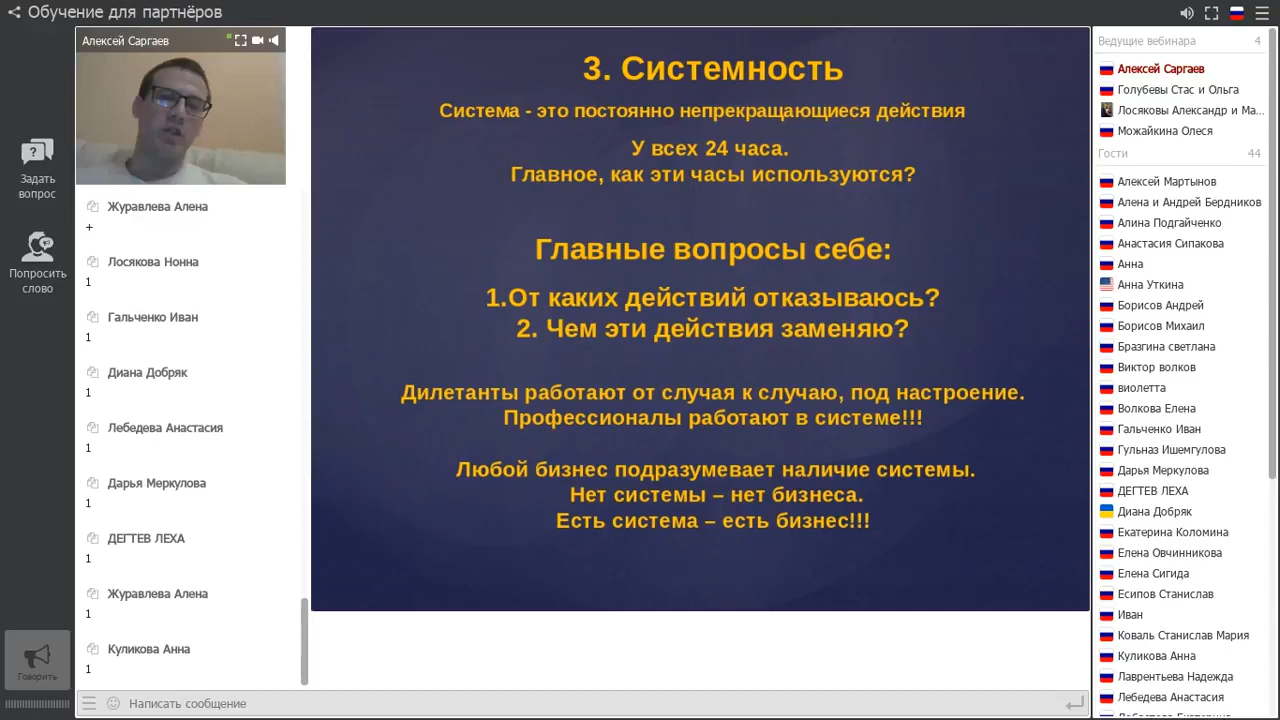 Обучение для партнёров
Алексей Саргаев
Задать
вопрос
Попросить
слово
Говорить
Журавлева Алена
+
Лосякова Нонна
1
Гальченко Иван
1
Диана Добряк
1
Лебедева Анастасия
1
Дарья Меркулова
1
ДЕГТЕВ ЛЕХА
1
Журавлева Алена
1
Куликова Анна
1
Написать сообщение
3. Системность
Система - это постоянно непрекращающиеся действия
У всех 24 часа.
Главное, как эти часы используются?
Главные вопросы себе:
1.От каких действий отказываюсь?
2. Чем эти действия заменяю?
Дилетанты работают от случая к случаю, под настроение.
Профессионалы работают в системе!!!
Любой бизнес подразумевает наличие системы.
Нет системы – нет бизнеса.
Есть система – есть бизнес!!!
Ведущие вебинара 4
Алексей Саргаев
Голубевы Стас и Ольга
Лосяковы Александр и Ма...
Можайкина Олеся
Гости 44
Алексей Мартынов
Алена и Андрей Бердников
Алина Подгайченко
Анастасия Сипакова
Анна
Анна Уткина
Борисов Андрей
Борисов Михаил
Бразгина светлана
Виктор волков
виолетта
Волкова Елена
Гальченко Иван
Гульназ Ишемгулова
Дарья Меркулова
ДЕГТЕВ ЛЕХА
Диана Добряк
Екатерина Коломина
Елена Овчинникова
Елена Сигида
Есипов Станислав
Иван
Коваль Станислав Мария
Куликова Анна
Лаврентьева Надежда
Лебедева Анастасия